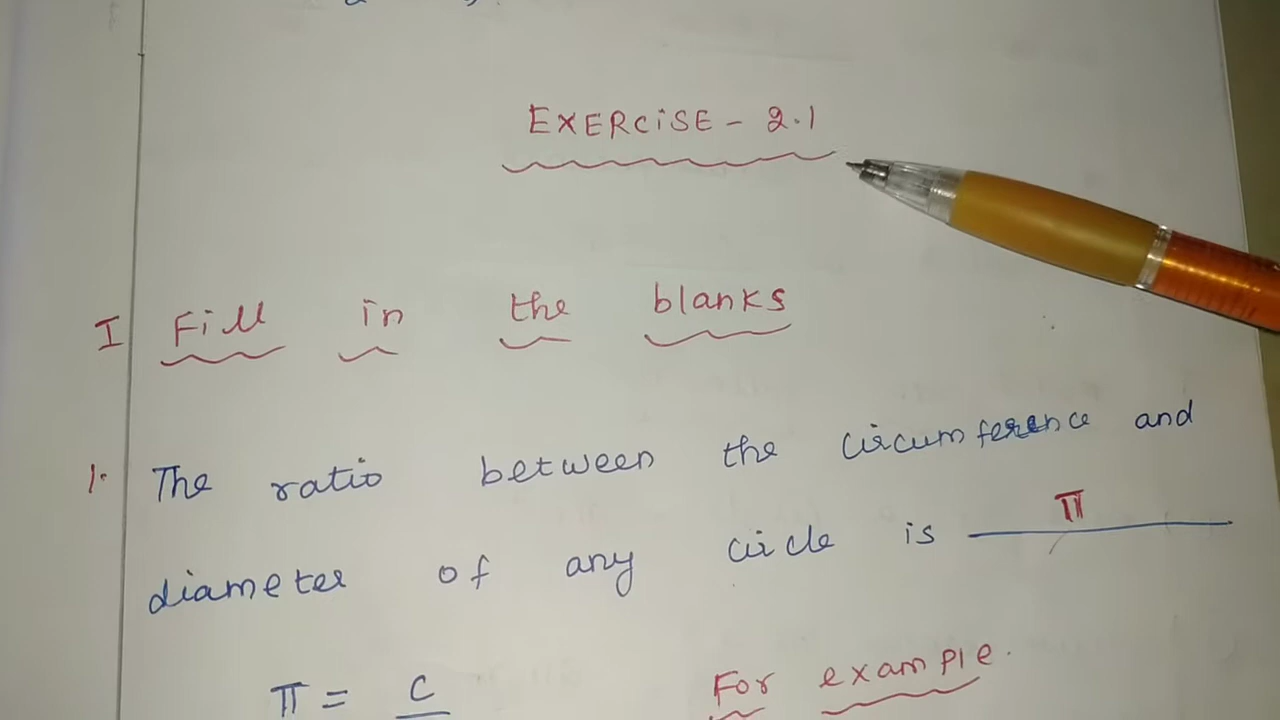 EXERCiSE - 2.1
I Fill in the blanks
1. The ratio between the circumference and
diameter of any circle is π
π = C
For example.